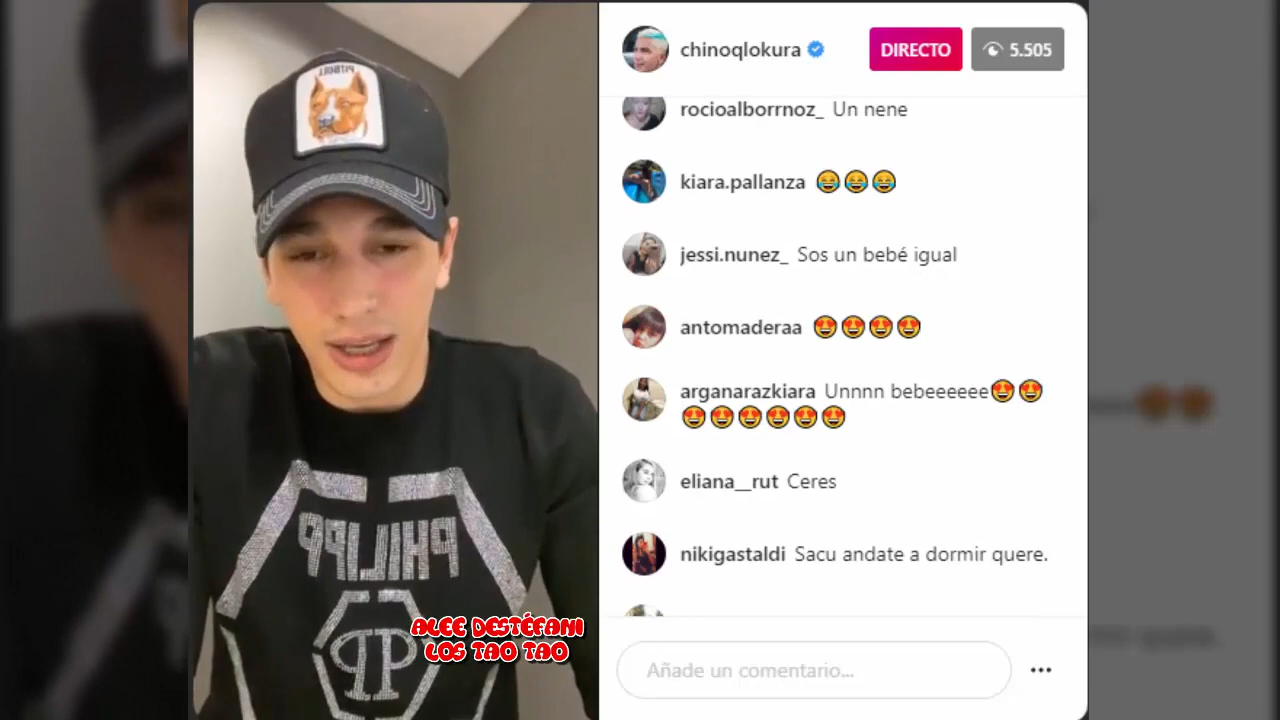 PITBULL
PHILIPP
PP
ALEE DESTÉFANI
LOS TAO TAO
chinoqlokura
DIRECTO
5.505
rocioalborrnoz_ Un nene
kiara.pallanza 😂😂😂
jessi.nunez_ Sos un bebé igual
antomaderaa 😍😍😍😍
arganarazkiara Unnnn bebeeeeee😍😍
😍😍😍😍😍😍
eliana__rut Ceres
nikigastaldi Sacu andate a dormir quere.
Añade un comentario...